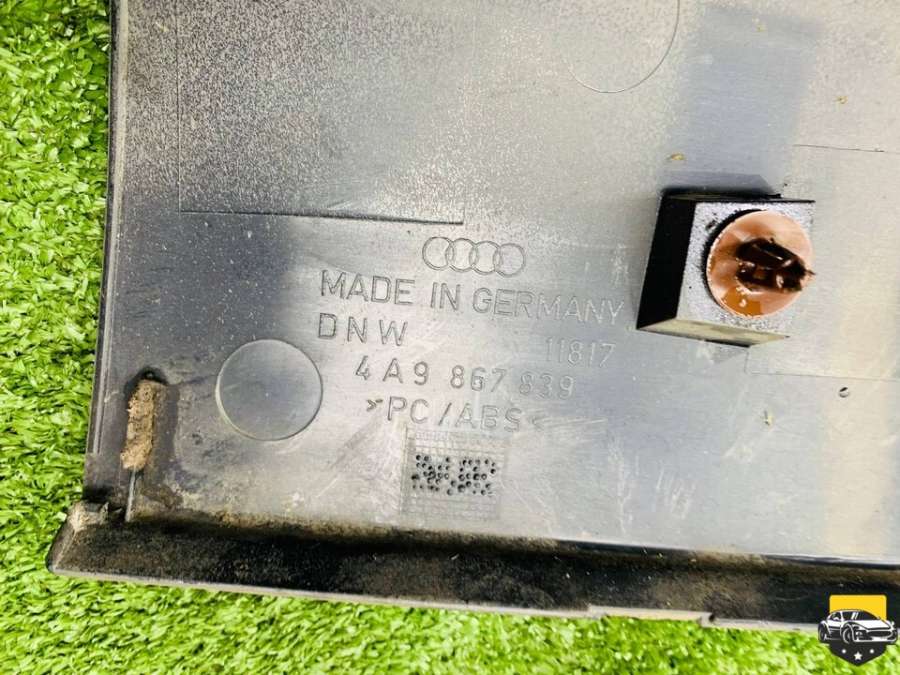 MADE IN GERMANY
DNW 11817
4A9 867 839
>PC/ABS<